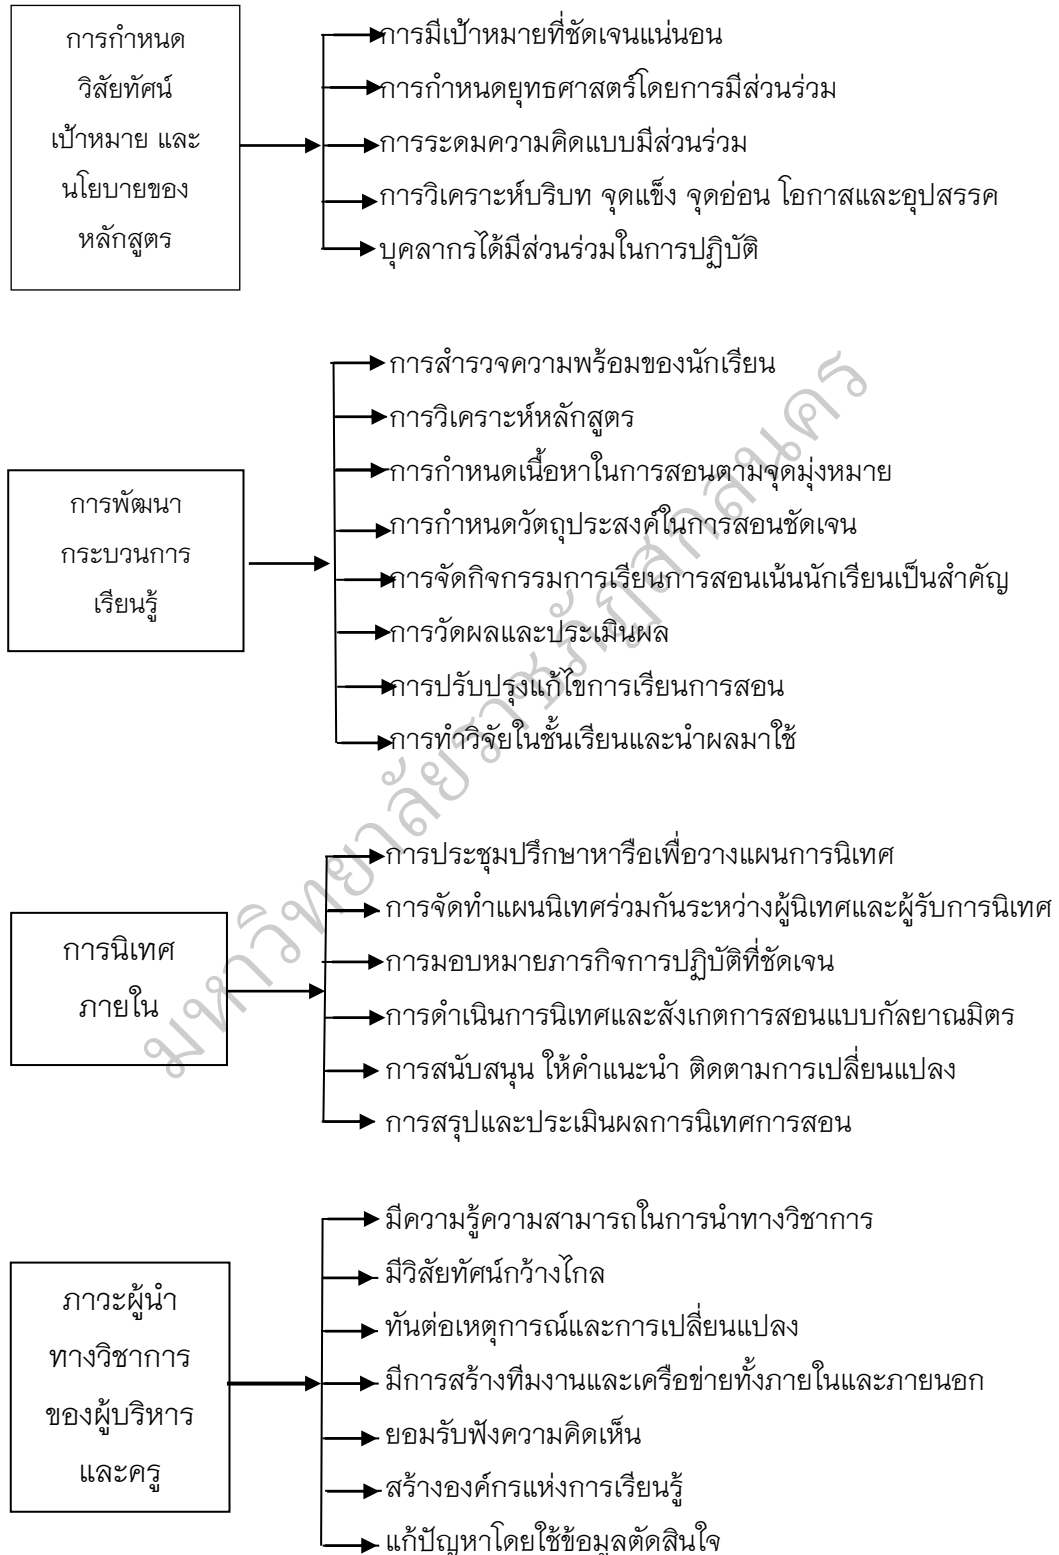 การกำหนด
วิสัยทัศน์
เป้าหมาย และ
นโยบายของ
หลักสูตร
การมีเป้าหมายที่ชัดเจนแน่นอน
การกำหนดยุทธศาสตร์โดยการมีส่วนร่วม
การระดมความคิดแบบมีส่วนร่วม
การวิเคราะห์บริบท จุดแข็ง จุดอ่อน โอกาสและอุปสรรค
บุคลากรได้มีส่วนร่วมในการปฏิบัติ
การพัฒนา
กระบวนการ
เรียนรู้
การสำรวจความพร้อมของนักเรียน
การวิเคราะห์หลักสูตร
การกำหนดเนื้อหาในการสอนตามจุดมุ่งหมาย
การกำหนดวัตถุประสงค์ในการสอนชัดเจน
การจัดกิจกรรมการเรียนการสอนเน้นนักเรียนเป็นสำคัญ
การวัดผลและประเมินผล
การปรับปรุงแก้ไขการเรียนการสอน
การทำวิจัยในชั้นเรียนและนำผลมาใช้
การนิเทศ
ภายใน
การประชุมปรึกษาหารือเพื่อวางแผนการนิเทศ
การจัดทำแผนนิเทศร่วมกันระหว่างผู้นิเทศและผู้รับการนิเทศ
การมอบหมายภารกิจการปฏิบัติที่ชัดเจน
การดำเนินการนิเทศและสังเกตการสอนแบบกัลยาณมิตร
การสนับสนุน ให้คำแนะนำ ติดตามการเปลี่ยนแปลง
การสรุปและประเมินผลการนิเทศการสอน
ภาวะผู้นำ
ทางวิชาการ
ของผู้บริหาร
และครู
มีความรู้ความสามารถในการนำทางวิชาการ
มีวิสัยทัศน์กว้างไกล
ทันต่อเหตุการณ์และการเปลี่ยนแปลง
มีการสร้างทีมงานและเครือข่ายทั้งภายในและภายนอก
ยอมรับฟังความคิดเห็น
สร้างองค์กรแห่งการเรียนรู้
แก้ปัญหาโดยใช้ข้อมูลตัดสินใจ
มหาวิทยาลัยราชภัฏสกลนคร